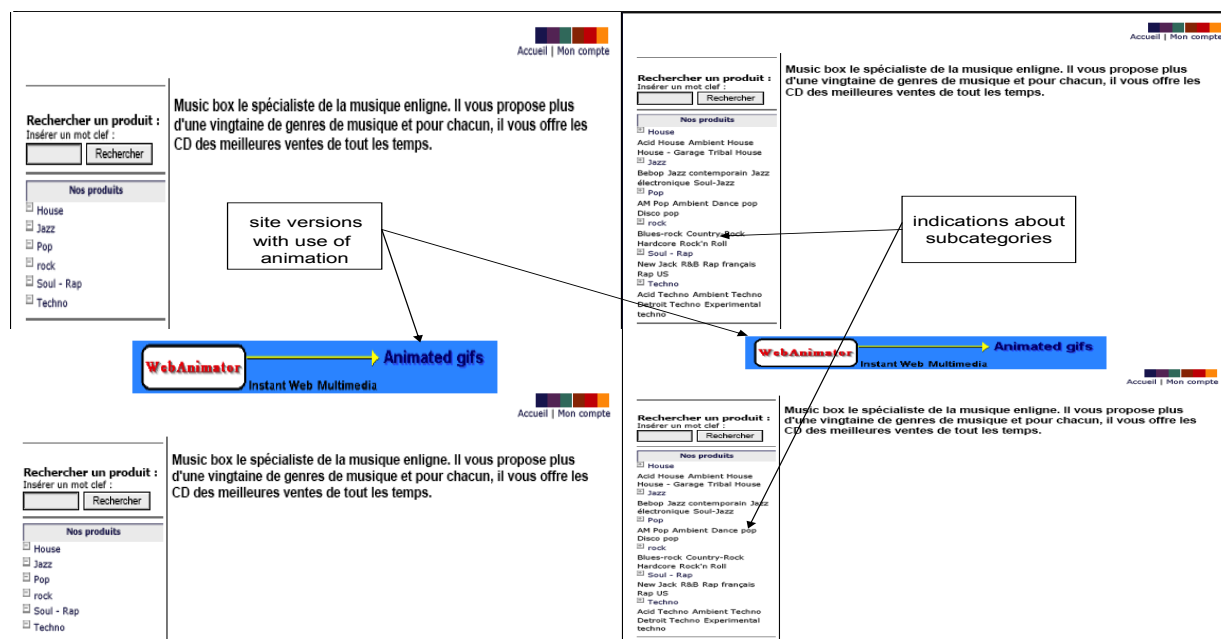 Accueil | Mon compte
Rechercher un produit :
Insérer un mot clef :
Rechercher
Music box le spécialiste de la musique enligne. Il vous propose plus
d'une vingtaine de genres de musique et pour chacun, il vous offre les
CD des meilleures ventes de tout les temps.
Nos produits
House
Jazz
Pop
rock
Soul - Rap
Techno
site versions
with use of
animation
Accueil | Mon compte
Rechercher un produit :
Insérer un mot clef :
Rechercher
Music box le spécialiste de la musique enligne. Il vous propose plus
d'une vingtaine de genres de musique et pour chacun, il vous offre les
CD des meilleures ventes de tout les temps.
Nos produits
House
Acid House Ambient House
House - Garage Tribal House
Jazz
Bebop Jazz contemporain Jazz
électronique Soul-Jazz
Pop
AM Pop Ambient Dance pop
Disco pop
rock
Blues-rock Country-Rock
Hardcore Rock'n Roll
Soul - Rap
New Jack R&B Rap français
Rap US
Techno
Acid Techno Ambient Techno
Detroit Techno Experimental
techno
indications about
subcategories
WebAnimator
Animated gifs
Instant Web Multimedia
Accueil | Mon compte
Rechercher un produit :
Insérer un mot clef :
Rechercher
Music box le spécialiste de la musique enligne. Il vous propose plus
d'une vingtaine de genres de musique et pour chacun, il vous offre les
CD des meilleures ventes de tout les temps.
Nos produits
House
Jazz
Pop
rock
Soul - Rap
Techno
WebAnimator
Animated gifs
Instant Web Multimedia
Accueil | Mon compte
Rechercher un produit :
Insérer un mot clef :
Rechercher
Music box le spécialiste de la musique enligne. Il vous propose plus
d'une vingtaine de genres de musique et pour chacun, il vous offre les
CD des meilleures ventes de tout les temps.
Nos produits
House
Acid House Ambient House
House - Garage Tribal House
Jazz
Bebop Jazz contemporain Jazz
électronique Soul-Jazz
Pop
AM Pop Ambient Dance pop
Disco pop
rock
Blues-rock Country-Rock
Hardcore Rock'n Roll
Soul - Rap
New Jack R&B Rap français
Rap US
Techno
Acid Techno Ambient Techno
Detroit Techno Experimental
techno